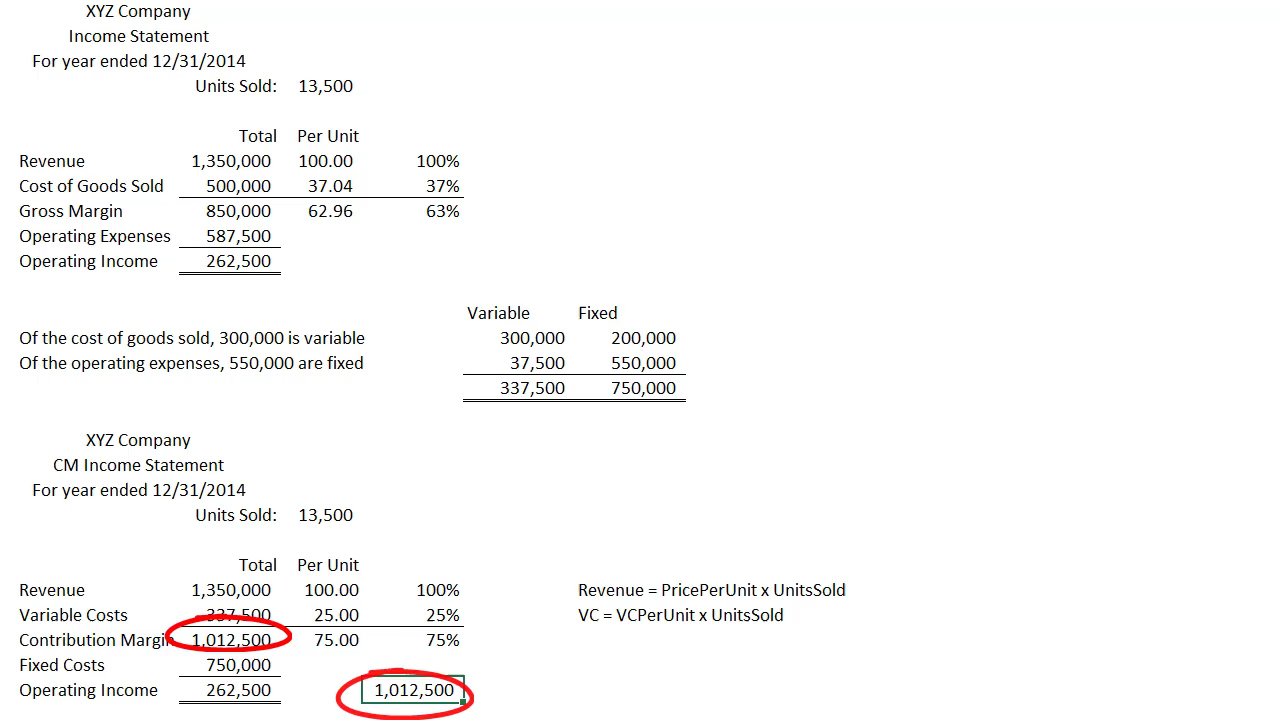 XYZ Company
Income Statement
For year ended 12/31/2014
Units Sold: 13,500
Total Per Unit
Revenue 1,350,000 100.00 100%
Cost of Goods Sold 500,000 37.04 37%
Gross Margin 850,000 62.96 63%
Operating Expenses 587,500
Operating Income 262,500
Variable Fixed
Of the cost of goods sold, 300,000 is variable 300,000 200,000
Of the operating expenses, 550,000 are fixed 37,500 550,000
337,500 750,000
XYZ Company
CM Income Statement
For year ended 12/31/2014
Units Sold: 13,500
Total Per Unit
Revenue 1,350,000 100.00 100% Revenue = PricePerUnit x UnitsSold
Variable Costs 337,500 25.00 25% VC = VCPerUnit x UnitsSold
Contribution Margin 1,012,500 75.00 75%
Fixed Costs 750,000
Operating Income 262,500 1,012,500